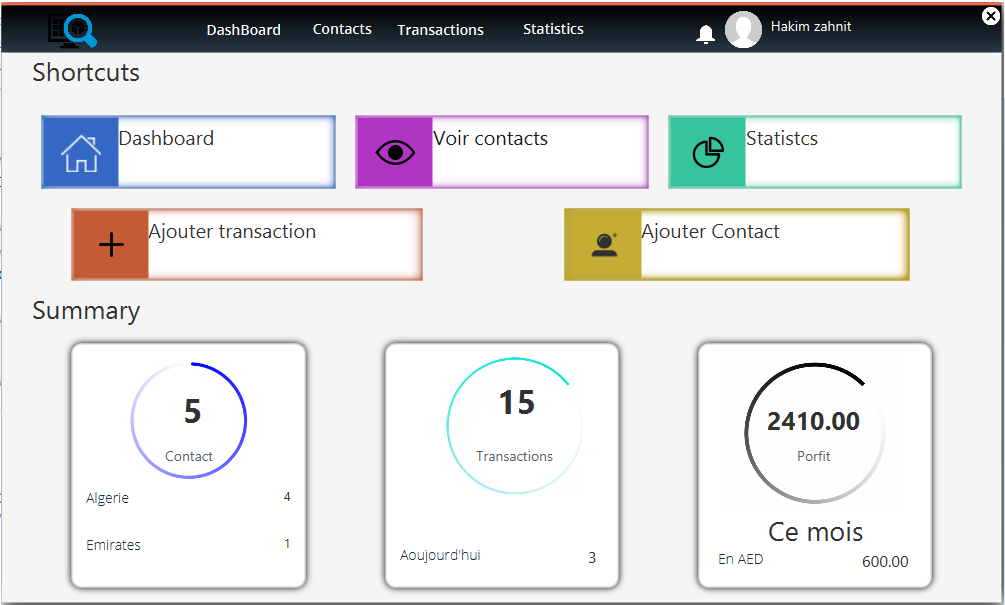 DashBoard Contacts Transactions Statistics Hakim zahnit
Shortcuts
Dashboard Voir contacts Statistcs
Ajouter transaction Ajouter Contact
Summary
5
Contact
Algerie 4
Emirates 1
15
Transactions
Aoujourd'hui 3
2410.00
Porfit
Ce mois
En AED 600.00